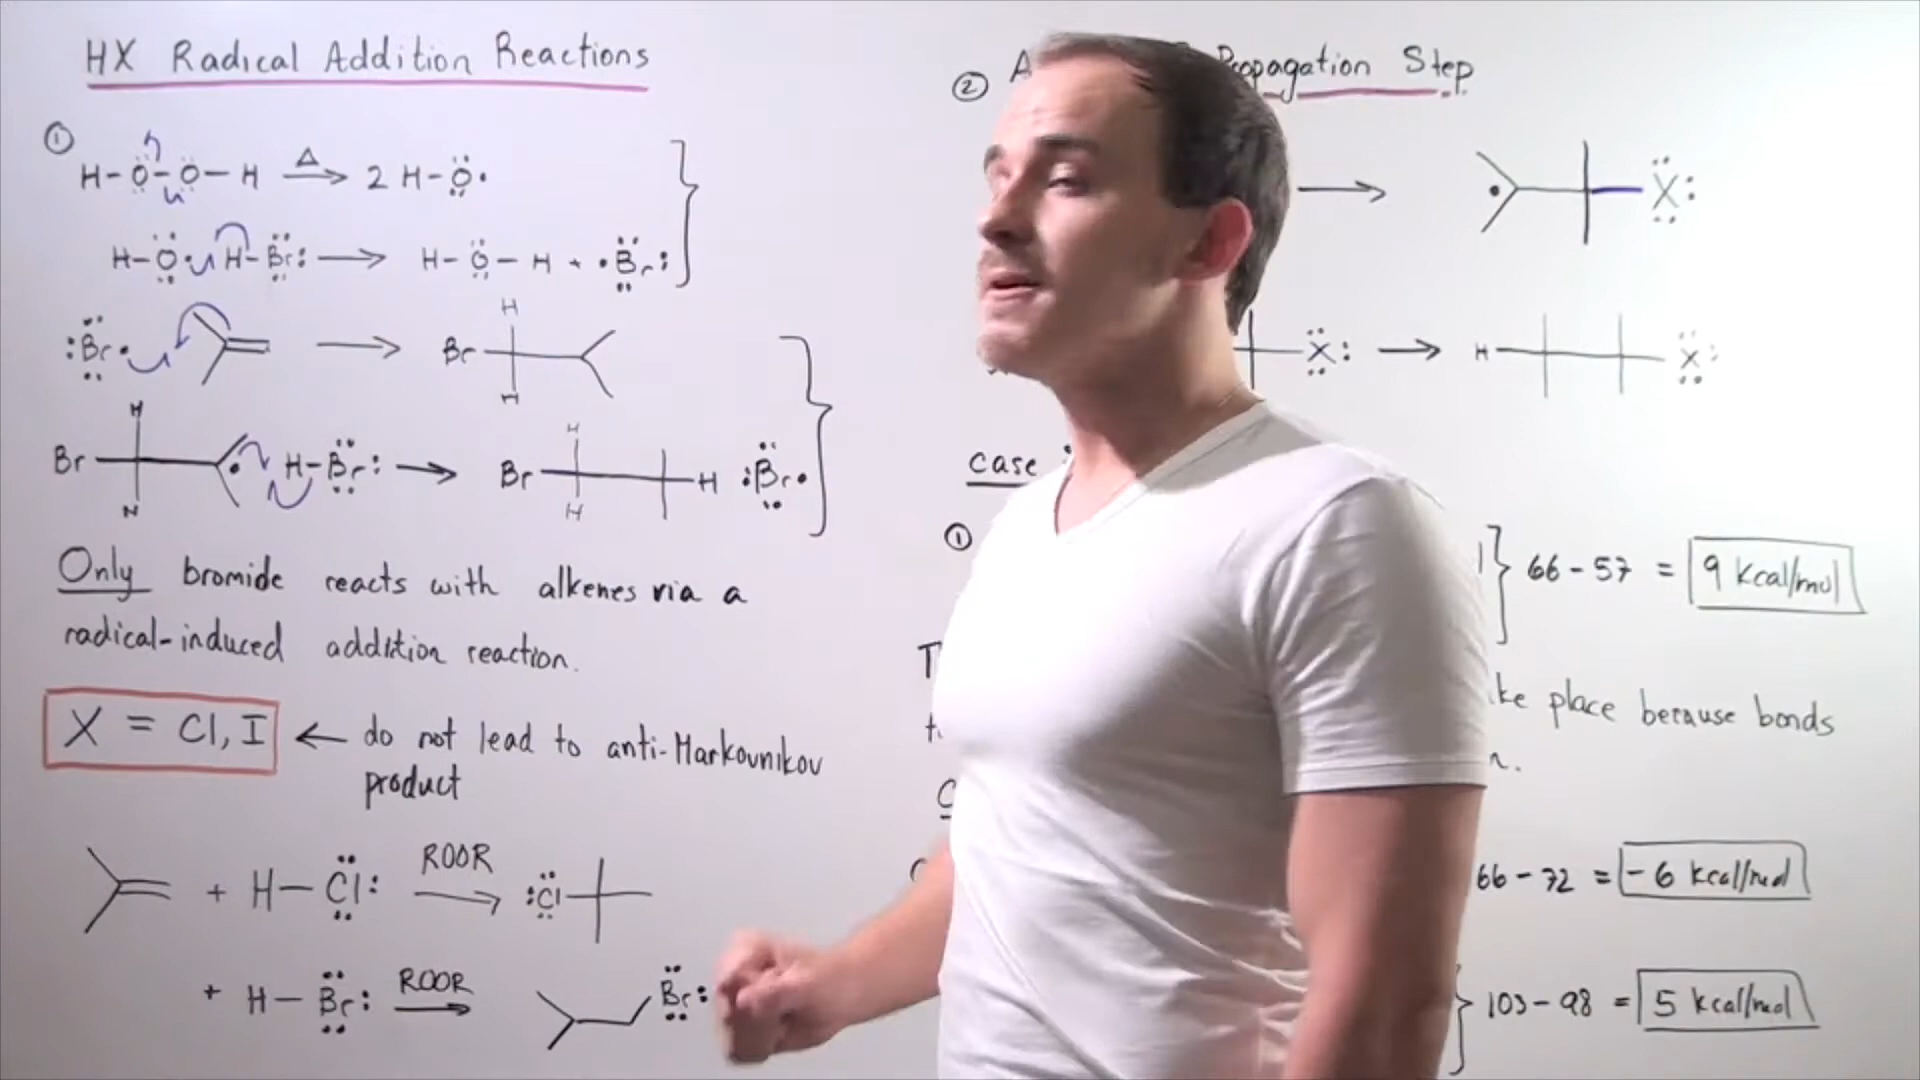 HX Radical Addition Reactions
①
H-Ö-Ö-H △→ 2 H-Ö·
H-Ö· H-Br: → H-Ö-H + ·Br:
:Br· → Br H H
Br H N · H-Br: → Br H H H :Br·
Only bromide reacts with alkenes via a
radical-induced addition reaction.
X = Cl, I ← do not lead to anti-Markovnikov
product
+ H-Cl: ROOR → :Cl
+ H-Br: ROOR → Br:
② Propagation Step
→ · X:
X: → H X:
case
①
} 66-57 = 9 kcal/mol
place because bonds
66-72 = -6 kcal/mol
} 103-98 = 5 kcal/mol